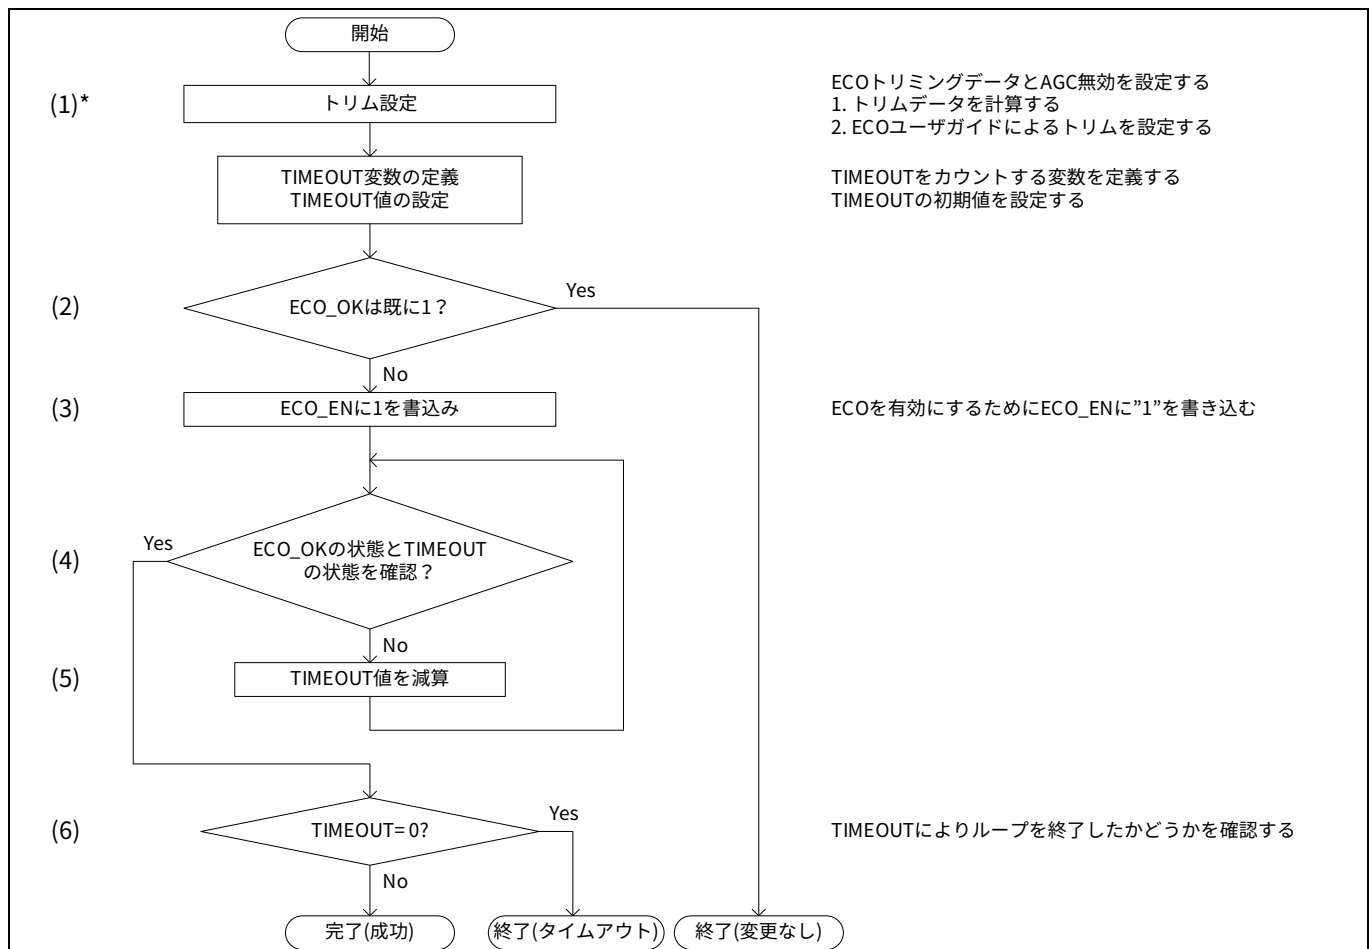 開始
(1)*
トリム設定
ECOトリミングデータとAGC無効を設定する
1. トリムデータを計算する
2. ECOユーザガイドによるトリムを設定する
TIMEOUT変数の定義
TIMEOUT値の設定
TIMEOUTをカウントする変数を定義する
TIMEOUTの初期値を設定する
(2)
ECO_OKは既に1？
Yes
No
(3)
ECO_ENに1を書込み
ECOを有効にするためにECO_ENに”1”を書き込む
(4)
Yes
ECO_OKの状態とTIMEOUT
の状態を確認？
No
(5)
TIMEOUT値を減算
(6)
TIMEOUT= 0?
Yes
TIMEOUTによりループを終了したかどうかを確認する
No
完了(成功)
終了(タイムアウト)
終了(変更なし)